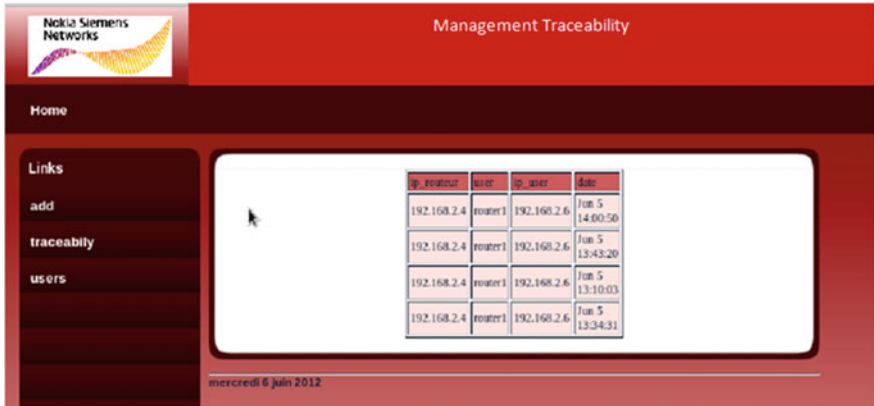 Nokia Siemens
Networks
Management Traceability
Home
Links
add
traceabily
users
ip_routeur user ip_user date
192.168.2.4 router1 192.168.2.6 Jun 5 14:00:50
192.168.2.4 router1 192.168.2.6 Jun 5 13:43:20
192.168.2.4 router1 192.168.2.6 Jun 5 13:10:03
192.168.2.4 router1 192.168.2.6 Jun 5 13:34:31
mercredi 6 juin 2012